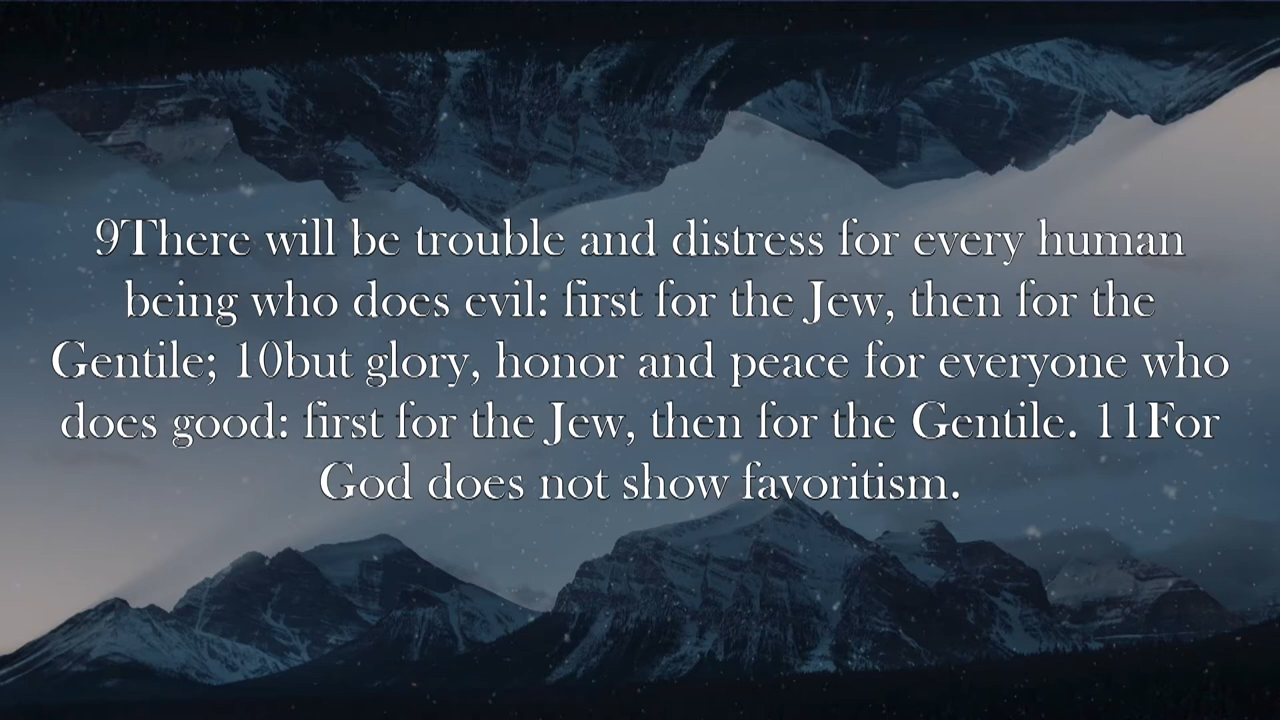 9There will be trouble and distress for every human
being who does evil: first for the Jew, then for the
Gentile; 10but glory, honor and peace for everyone who
does good: first for the Jew, then for the Gentile. 11For
God does not show favoritism.